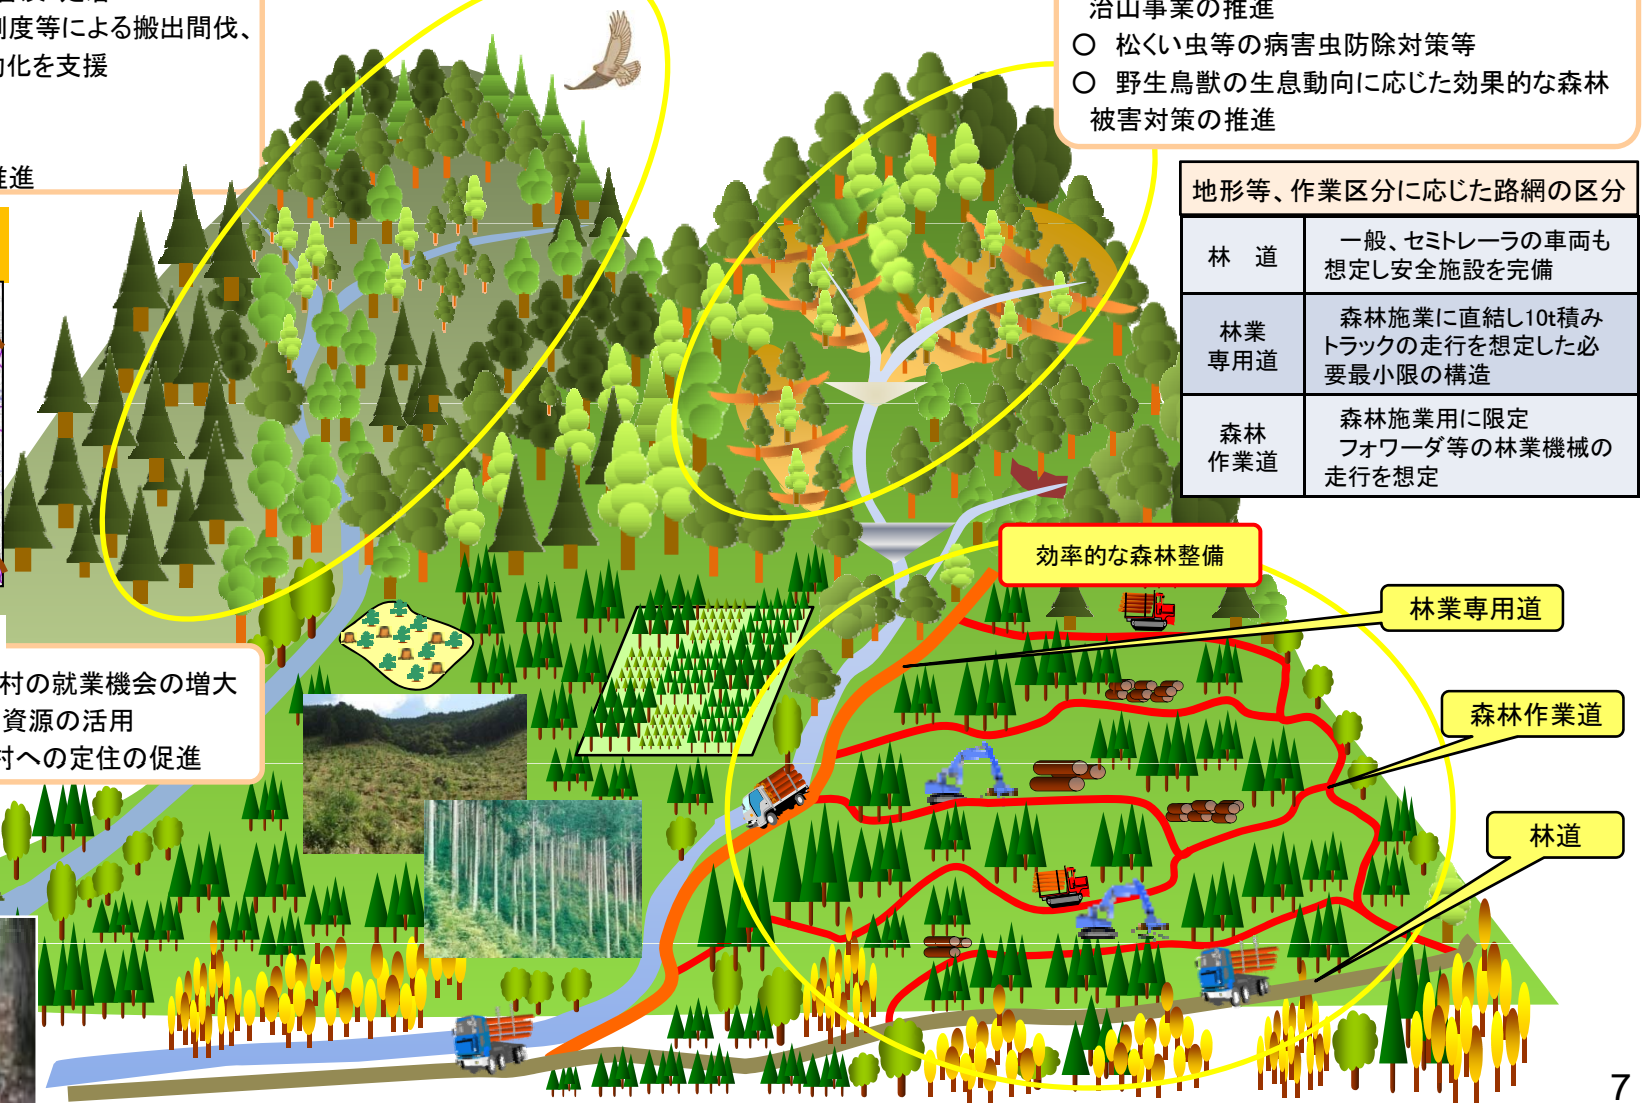 制度等による搬出間伐、
化を支援
推進
治山事業の推進
○ 松くい虫等の病害虫防除対策等
○ 野生鳥獣の生息動向に応じた効果的な森林
被害対策の推進
地形等、作業区分に応じた路網の区分
林 道
一般、セミトレーラの車両も
想定し安全施設を完備
林業
専用道
森林施業に直結し10t積み
トラックの走行を想定した必
要最小限の構造
森林
作業道
森林施業用に限定
フォワーダ等の林業機械の
走行を想定
効率的な森林整備
林業専用道
村の就業機会の増大
資源の活用
村への定住の促進
森林作業道
林道
7